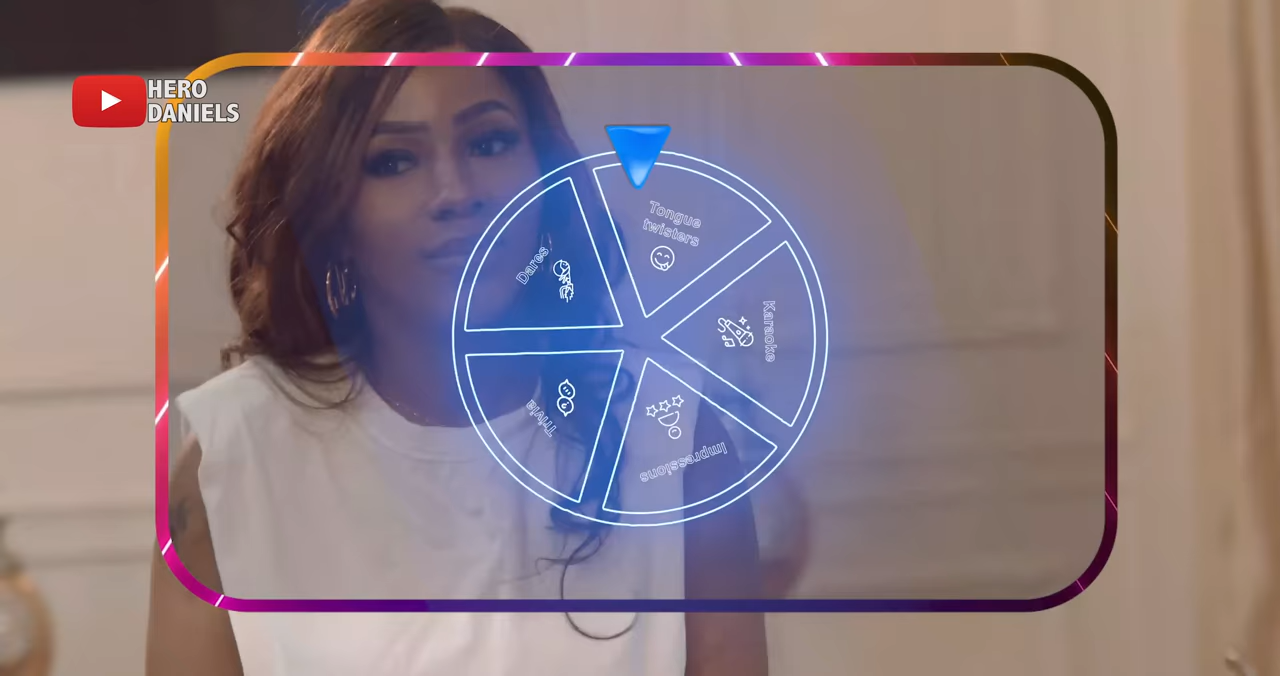 HERO
DANIELS
Tongue
twisters
Dares
Karaoke
Trivia
Impressions